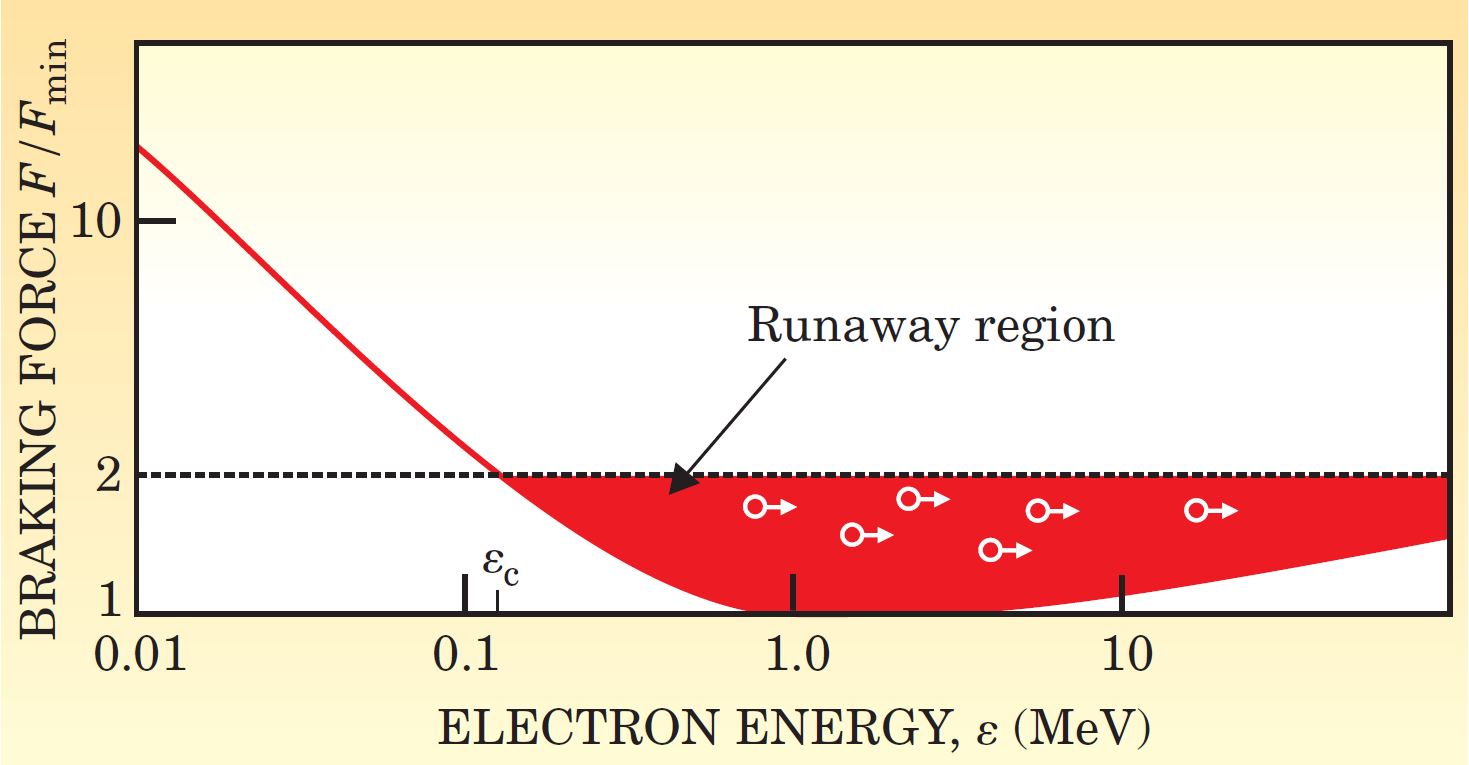 BRAKING FORCE F/Fmin
10
2
1
Runaway region
εc
0.01 0.1 1.0 10
ELECTRON ENERGY, ε (MeV)